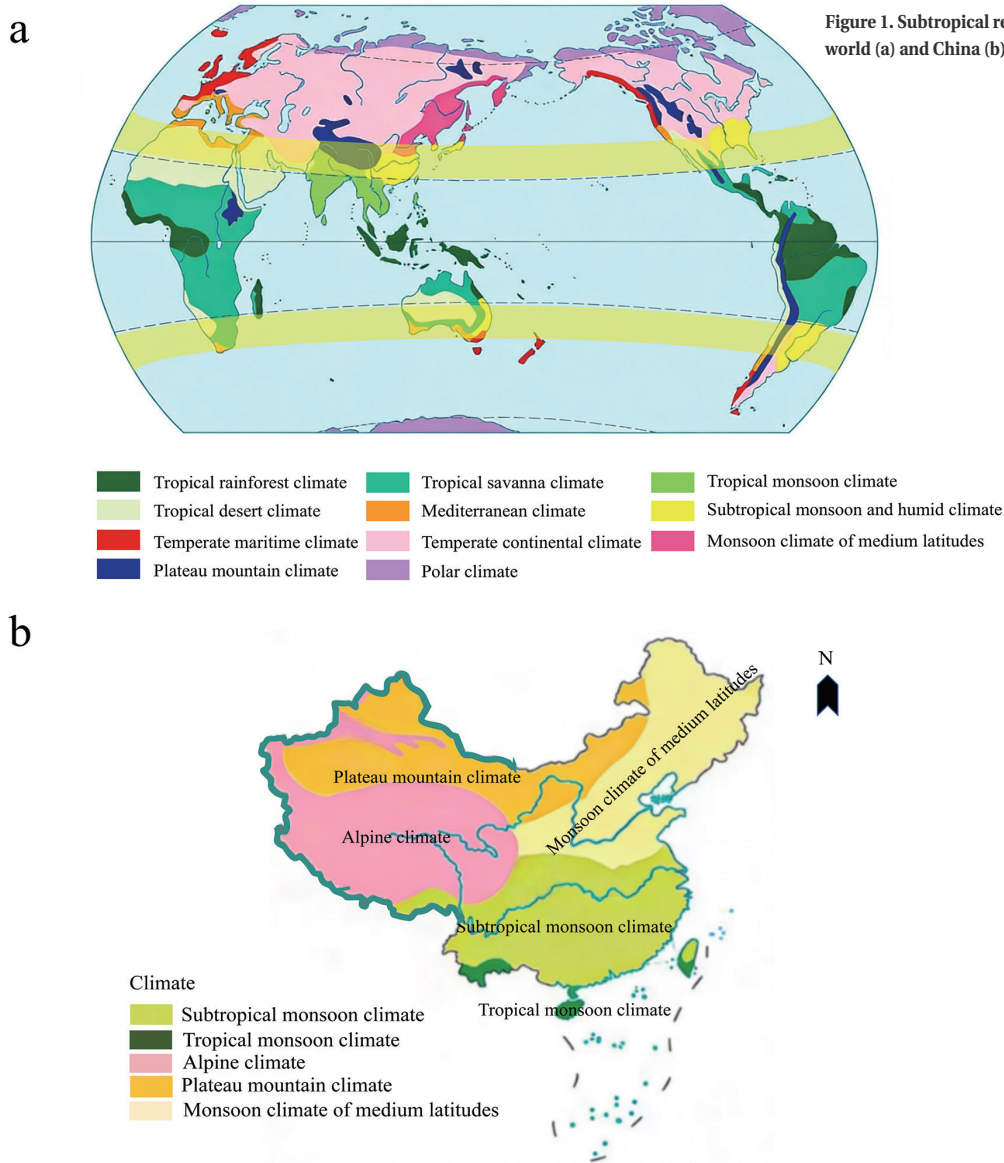 a
Figure 1. Subtropical re
world (a) and China (b)
Tropical rainforest climate
Tropical savanna climate
Tropical monsoon climate
Tropical desert climate
Mediterranean climate
Subtropical monsoon and humid climate
Temperate maritime climate
Temperate continental climate
Monsoon climate of medium latitudes
Plateau mountain climate
Polar climate
b
N
Monsoon climate of medium latitudes
Plateau mountain climate
Alpine climate
Subtropical monsoon climate
Tropical monsoon climate
Climate
Subtropical monsoon climate
Tropical monsoon climate
Alpine climate
Plateau mountain climate
Monsoon climate of medium latitudes